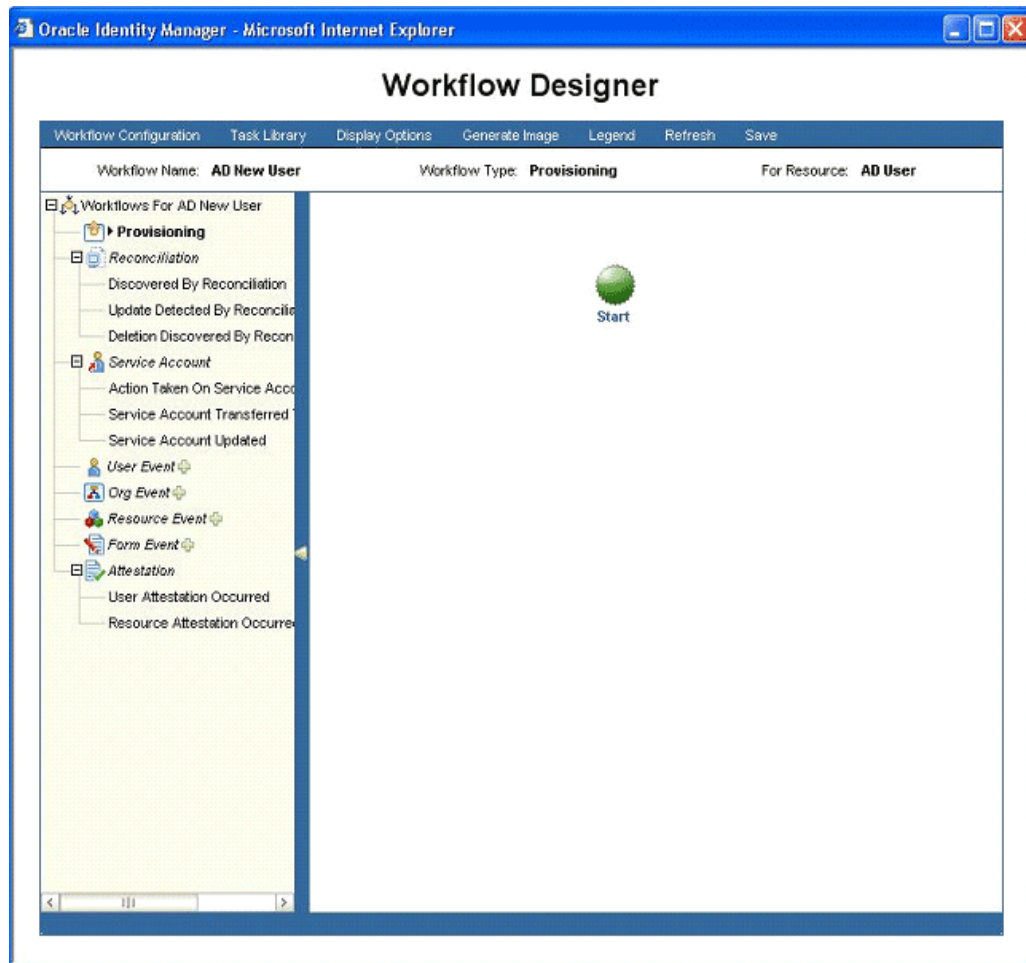 Oracle Identity Manager - Microsoft Internet Explorer
Workflow Designer
Workflow Configuration Task Library Display Options Generate Image Legend Refresh Save
Workflow Name: AD New User Workflow Type: Provisioning For Resource: AD User
Workflows For AD New User
Provisioning
Reconciliation
Discovered By Reconciliation
Update Detected By Reconcilia
Deletion Discovered By Recon
Service Account
Action Taken On Service Acco
Service Account Transferred
Service Account Updated
User Event
Org Event
Resource Event
Form Event
Attestation
User Attestation Occurred
Resource Attestation Occurre
Start